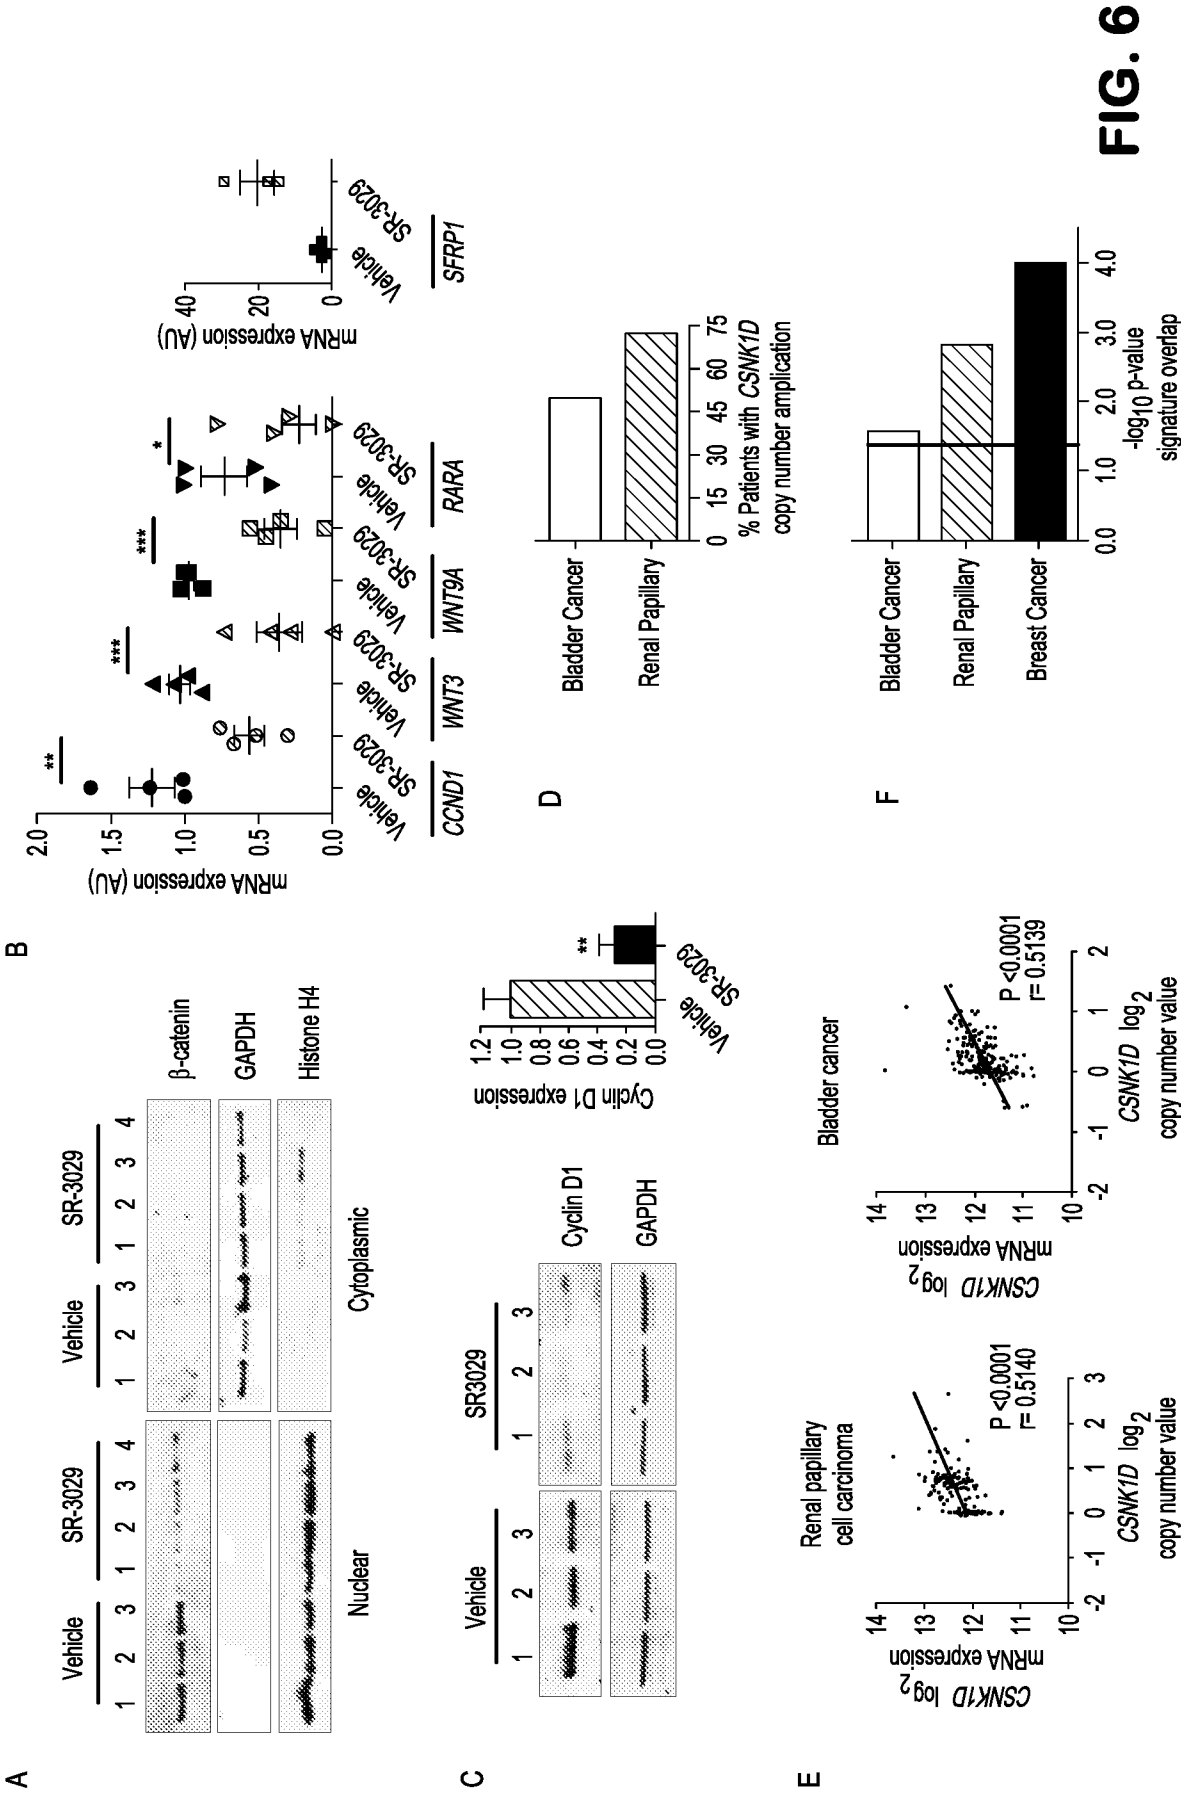 A
Vehicle
SR-3029
Vehicle
SR-3029
1 2 3 1 2 3 4 1 2 3 1 2 3 4
β-catenin
GAPDH
Histone H4
Nuclear
Cytoplasmic
B
mRNA expression (AU)
2.0
1.5
1.0
0.5
0.0
**
***
***
*
Vehicle
SR-3029
Vehicle
SR-3029
Vehicle
SR-3029
Vehicle
SR-3029
CCND1
WNT3
WNT9A
RARA
mRNA expression (AU)
40
20
0
Vehicle
SR-3029
SFRP1
C
Vehicle
SR3029
1 2 3 1 2 3
Cyclin D1
GAPDH
Cyclin D1 expression
1.2
1.0
0.8
0.6
0.4
0.2
0.0
**
Vehicle
SR-3029
D
Bladder Cancer
Renal Papillary
0 15 30 45 60 75
% Patients with CSNK1D
copy number amplication
E
Renal papillary
cell carcinoma
CSNK1D log2
mRNA expression
14
13
12
11
10
P <0.0001
r= 0.5140
-2 -1 0 1 2 3
CSNK1D log2
copy number value
Bladder cancer
CSNK1D log2
mRNA expression
14
13
12
11
10
P <0.0001
r= 0.5139
-2 -1 0 1 2
CSNK1D log2
copy number value
F
Bladder Cancer
Renal Papillary
Breast Cancer
0.0 1.0 2.0 3.0 4.0
-log10 p-value
signature overlap
FIG. 6